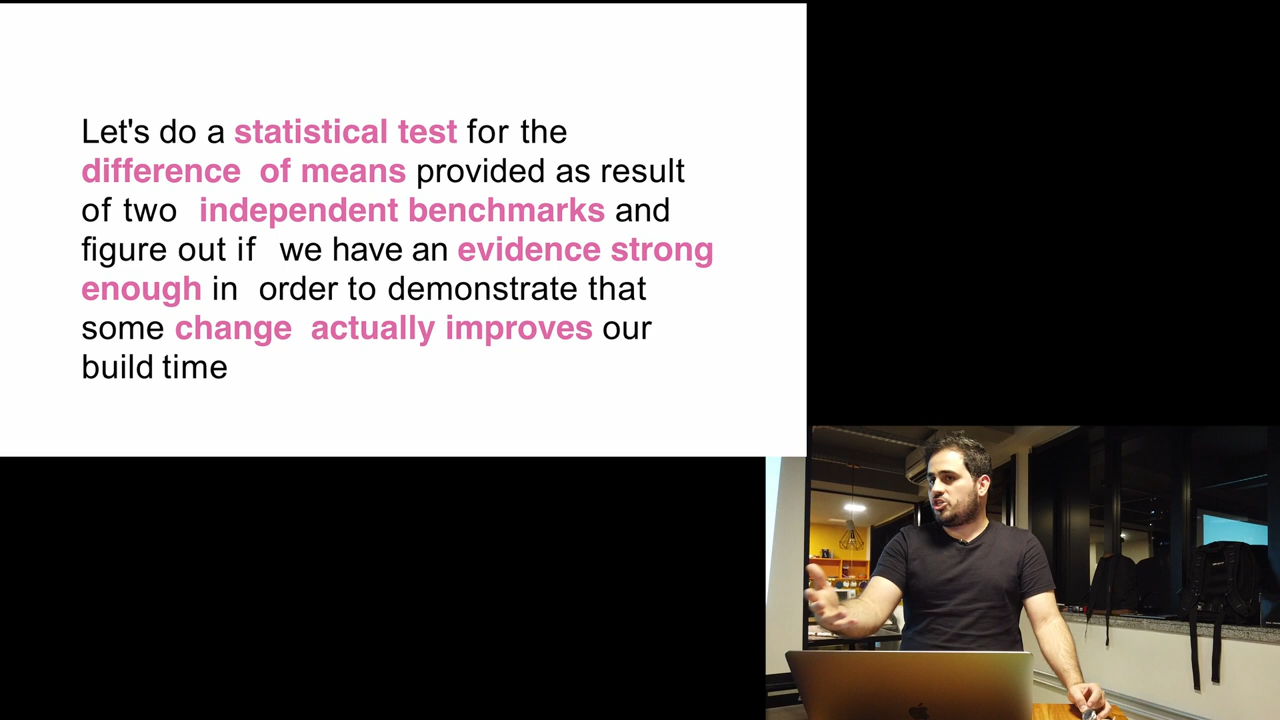 Let's do a statistical test for the
difference of means provided as result
of two independent benchmarks and
figure out if we have an evidence strong
enough in order to demonstrate that
some change actually improves our
build time